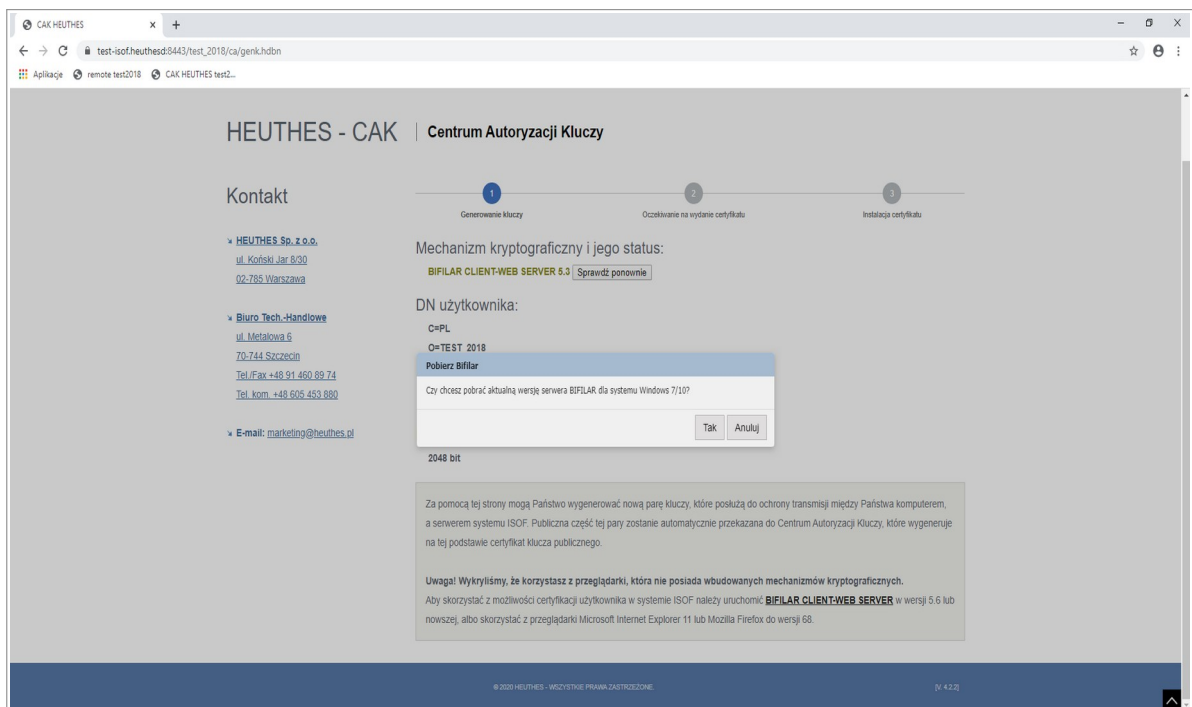 CAK HEUTHES
test-isof.heuthesd:8443/test_2018/ca/genk.hdbn
Aplikacje remote test2018 CAK HEUTHES test2...
HEUTHES - CAK | Centrum Autoryzacji Kluczy
Kontakt
HEUTHES Sp. z o.o.
ul. Koński Jar 8/30
02-785 Warszawa
Biuro Tech.-Handlowe
ul. Metalowa 6
70-744 Szczecin
Tel./Fax +48 91 460 89 74
Tel. kom. +48 605 453 880
E-mail: marketing@heuthes.pl
1 2 3
Generowanie kluczy Oczekiwanie na wydanie certyfikatu Instalacja certyfikatu
Mechanizm kryptograficzny i jego status:
BIFILAR CLIENT-WEB SERVER 5.3 Sprawdź ponownie
DN użytkownika:
C=PL
O=TEST 2018
Pobierz Bifilar
Czy chcesz pobrać aktualną wersję serwera BIFILAR dla systemu Windows 7/10?
Tak Anuluj
2048 bit
Za pomocą tej strony mogą Państwo wygenerować nową parę kluczy, które posłużą do ochrony transmisji między Państwa komputerem,
a serwerem systemu ISOF. Publiczna część tej pary zostanie automatycznie przekazana do Centrum Autoryzacji Kluczy, które wygeneruje
na tej podstawie certyfikat klucza publicznego.
Uwaga! Wykryliśmy, że korzystasz z przeglądarki, która nie posiada wbudowanych mechanizmów kryptograficznych.
Aby skorzystać z możliwości certyfikacji użytkownika w systemie ISOF należy uruchomić BIFILAR CLIENT-WEB SERVER w wersji 5.6 lub
nowszej, albo skorzystać z przeglądarki Microsoft Internet Explorer 11 lub Mozilla Firefox do wersji 68.
© 2020 HEUTHES - WSZYSTKIE PRAWA ZASTRZEŻONE. [V. 4.2.2]